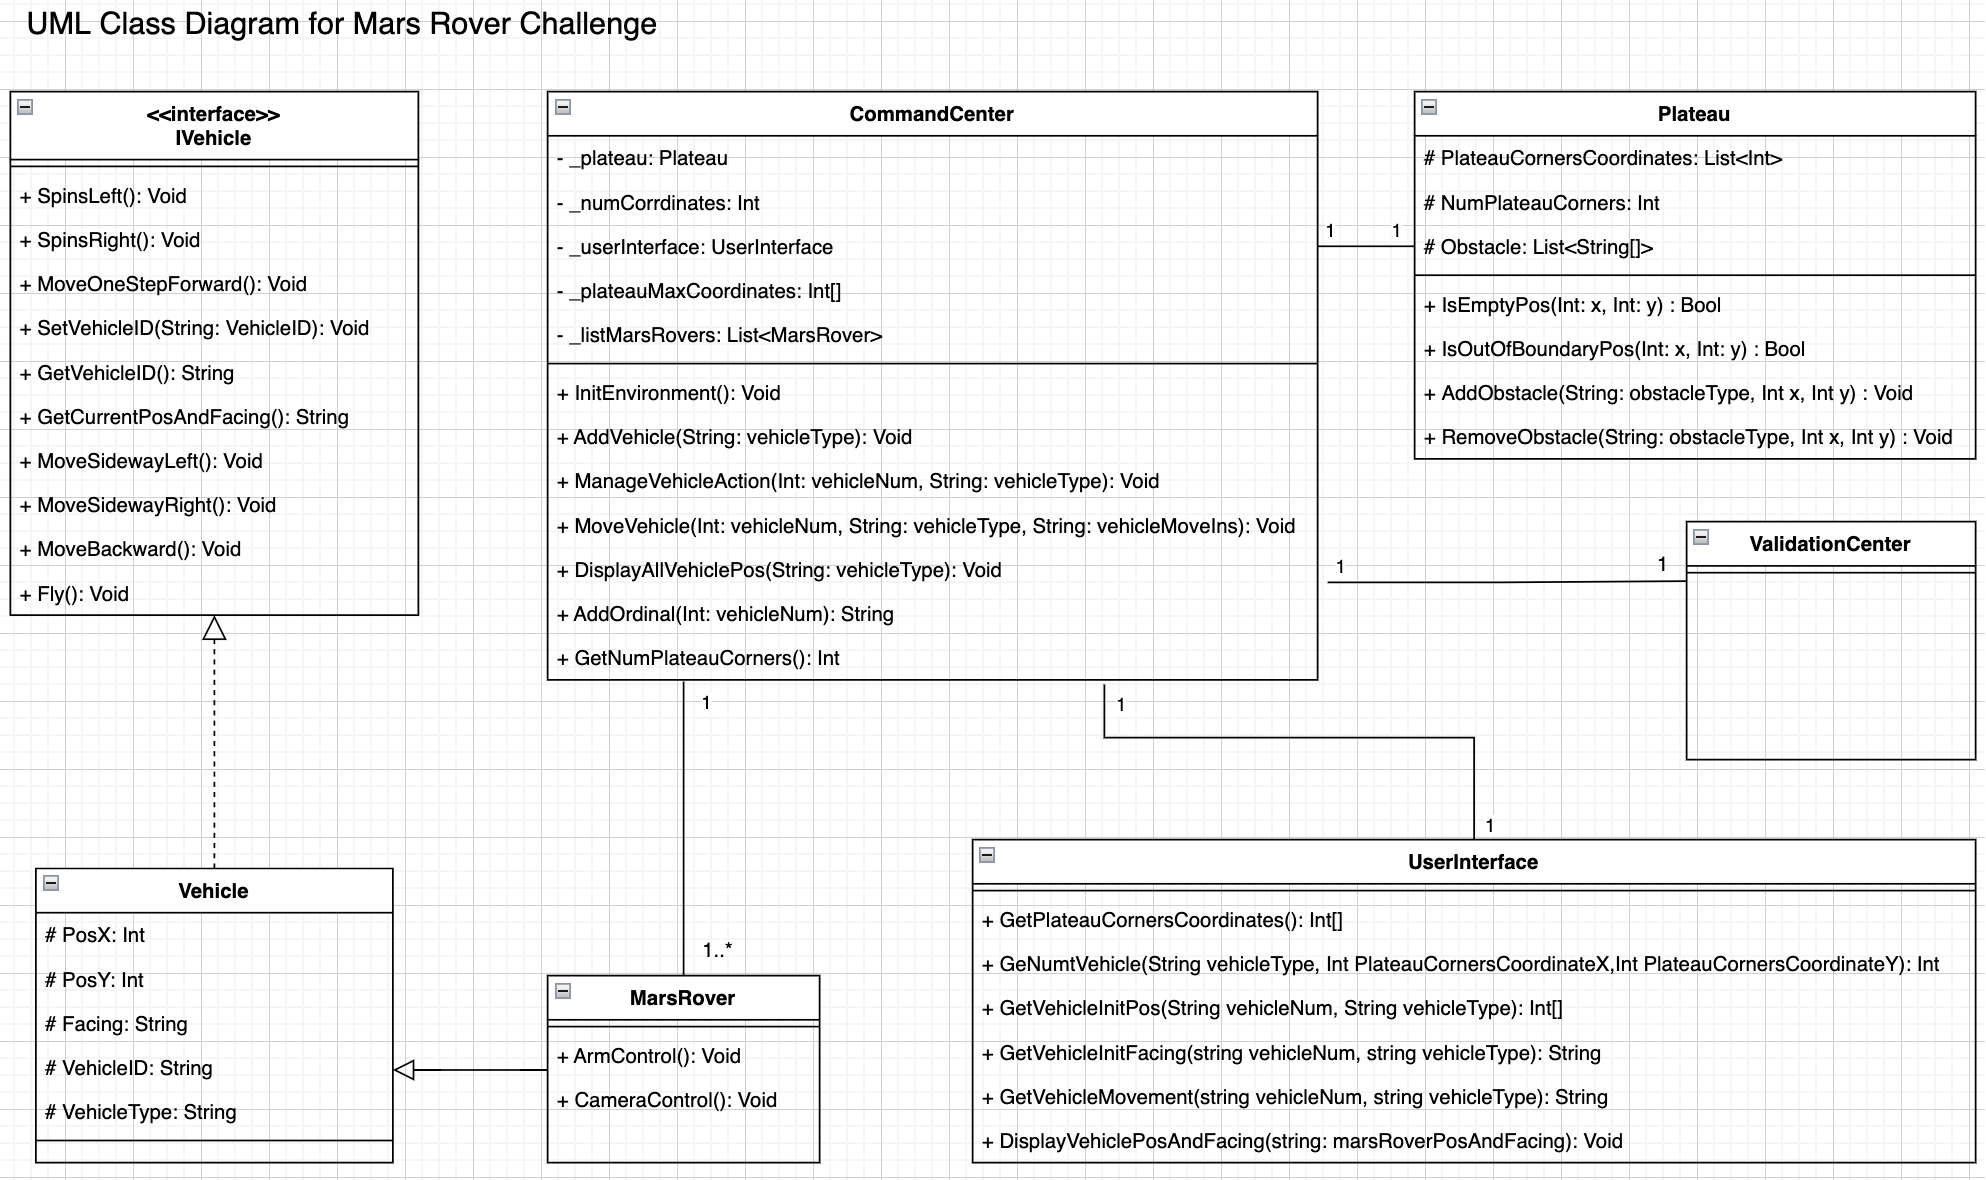 UML Class Diagram for Mars Rover Challenge
<<interface>>
IVehicle
+ SpinsLeft(): Void
+ SpinsRight(): Void
+ MoveOneStepForward(): Void
+ SetVehicleID(String: VehicleID): Void
+ GetVehicleID(): String
+ GetCurrentPosAndFacing(): String
+ MoveSidewayLeft(): Void
+ MoveSidewayRight(): Void
+ MoveBackward(): Void
+ Fly(): Void
CommandCenter
- _plateau: Plateau
- _numCorrdinates: Int
- _userInterface: UserInterface
- _plateauMaxCoordinates: Int[]
- _listMarsRovers: List<MarsRover>
+ InitEnvironment(): Void
+ AddVehicle(String: vehicleType): Void
+ ManageVehicleAction(Int: vehicleNum, String: vehicleType): Void
+ MoveVehicle(Int: vehicleNum, String: vehicleType, String: vehicleMoveIns): Void
+ DisplayAllVehiclePos(String: vehicleType): Void
+ AddOrdinal(Int: vehicleNum): String
+ GetNumPlateauCorners(): Int
1
1
Plateau
# PlateauCornersCoordinates: List<Int>
# NumPlateauCorners: Int
# Obstacle: List<String[]>
+ IsEmptyPos(Int: x, Int: y) : Bool
+ IsOutOfBoundaryPos(Int: x, Int: y) : Bool
+ AddObstacle(String: obstacleType, Int x, Int y) : Void
+ RemoveObstacle(String: obstacleType, Int x, Int y) : Void
1
1
ValidationCenter
1
1..*
1
1
Vehicle
# PosX: Int
# PosY: Int
# Facing: String
# VehicleID: String
# VehicleType: String
MarsRover
+ ArmControl(): Void
+ CameraControl(): Void
UserInterface
+ GetPlateauCornersCoordinates(): Int[]
+ GeNumtVehicle(String vehicleType, Int PlateauCornersCoordinateX,Int PlateauCornersCoordinateY): Int
+ GetVehicleInitPos(String vehicleNum, String vehicleType): Int[]
+ GetVehicleInitFacing(string vehicleNum, string vehicleType): String
+ GetVehicleMovement(string vehicleNum, string vehicleType): String
+ DisplayVehiclePosAndFacing(string: marsRoverPosAndFacing): Void